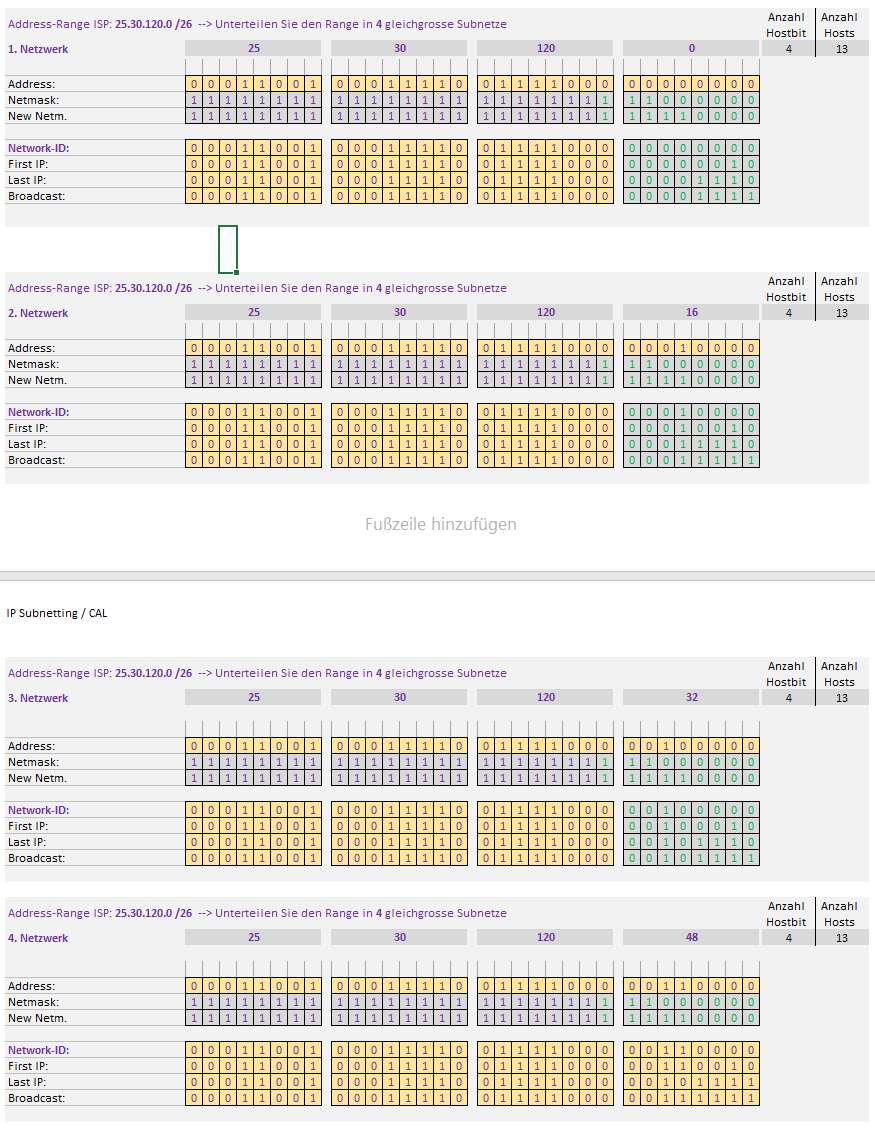 Address-Range ISP: 25.30.120.0 /26 --> Unterteilen Sie den Range in 4 gleichgrosse Subnetze Anzahl Hostbit Anzahl Hosts
1. Netzwerk 25 30 120 0 4 13
Address: 0 0 0 1 1 0 0 1 0 0 0 1 1 1 1 0 0 1 1 1 1 0 0 0 0 0 0 0 0 0 0 0
Netmask: 1 1 1 1 1 1 1 1 1 1 1 1 1 1 1 1 1 1 1 1 1 1 1 1 1 1 0 0 0 0 0 0
New Netm. 1 1 1 1 1 1 1 1 1 1 1 1 1 1 1 1 1 1 1 1 1 1 1 1 1 1 1 1 0 0 0 0
Network-ID: 0 0 0 1 1 0 0 1 0 0 0 1 1 1 1 0 0 1 1 1 1 0 0 0 0 0 0 0 0 0 0 0
First IP: 0 0 0 1 1 0 0 1 0 0 0 1 1 1 1 0 0 1 1 1 1 0 0 0 0 0 0 0 0 0 1 0
Last IP: 0 0 0 1 1 0 0 1 0 0 0 1 1 1 1 0 0 1 1 1 1 0 0 0 0 0 0 0 1 1 1 0
Broadcast: 0 0 0 1 1 0 0 1 0 0 0 1 1 1 1 0 0 1 1 1 1 0 0 0 0 0 0 0 1 1 1 1
Address-Range ISP: 25.30.120.0 /26 --> Unterteilen Sie den Range in 4 gleichgrosse Subnetze Anzahl Hostbit Anzahl Hosts
2. Netzwerk 25 30 120 16 4 13
Address: 0 0 0 1 1 0 0 1 0 0 0 1 1 1 1 0 0 1 1 1 1 0 0 0 0 0 0 1 0 0 0 0
Netmask: 1 1 1 1 1 1 1 1 1 1 1 1 1 1 1 1 1 1 1 1 1 1 1 1 1 1 0 0 0 0 0 0
New Netm. 1 1 1 1 1 1 1 1 1 1 1 1 1 1 1 1 1 1 1 1 1 1 1 1 1 1 1 1 0 0 0 0
Network-ID: 0 0 0 1 1 0 0 1 0 0 0 1 1 1 1 0 0 1 1 1 1 0 0 0 0 0 0 1 0 0 0 0
First IP: 0 0 0 1 1 0 0 1 0 0 0 1 1 1 1 0 0 1 1 1 1 0 0 0 0 0 0 1 0 0 1 0
Last IP: 0 0 0 1 1 0 0 1 0 0 0 1 1 1 1 0 0 1 1 1 1 0 0 0 0 0 0 1 1 1 1 0
Broadcast: 0 0 0 1 1 0 0 1 0 0 0 1 1 1 1 0 0 1 1 1 1 0 0 0 0 0 0 1 1 1 1 1
Fußzeile hinzufügen
IP Subnetting / CAL
Address-Range ISP: 25.30.120.0 /26 --> Unterteilen Sie den Range in 4 gleichgrosse Subnetze Anzahl Hostbit Anzahl Hosts
3. Netzwerk 25 30 120 32 4 13
Address: 0 0 0 1 1 0 0 1 0 0 0 1 1 1 1 0 0 1 1 1 1 0 0 0 0 0 1 0 0 0 0 0
Netmask: 1 1 1 1 1 1 1 1 1 1 1 1 1 1 1 1 1 1 1 1 1 1 1 1 1 1 0 0 0 0 0 0
New Netm. 1 1 1 1 1 1 1 1 1 1 1 1 1 1 1 1 1 1 1 1 1 1 1 1 1 1 1 1 0 0 0 0
Network-ID: 0 0 0 1 1 0 0 1 0 0 0 1 1 1 1 0 0 1 1 1 1 0 0 0 0 0 1 0 0 0 0 0
First IP: 0 0 0 1 1 0 0 1 0 0 0 1 1 1 1 0 0 1 1 1 1 0 0 0 0 0 1 0 0 0 1 0
Last IP: 0 0 0 1 1 0 0 1 0 0 0 1 1 1 1 0 0 1 1 1 1 0 0 0 0 0 1 0 1 1 1 0
Broadcast: 0 0 0 1 1 0 0 1 0 0 0 1 1 1 1 0 0 1 1 1 1 0 0 0 0 0 1 0 1 1 1 1
Address-Range ISP: 25.30.120.0 /26 --> Unterteilen Sie den Range in 4 gleichgrosse Subnetze Anzahl Hostbit Anzahl Hosts
4. Netzwerk 25 30 120 48 4 13
Address: 0 0 0 1 1 0 0 1 0 0 0 1 1 1 1 0 0 1 1 1 1 0 0 0 0 0 1 1 0 0 0 0
Netmask: 1 1 1 1 1 1 1 1 1 1 1 1 1 1 1 1 1 1 1 1 1 1 1 1 1 1 0 0 0 0 0 0
New Netm. 1 1 1 1 1 1 1 1 1 1 1 1 1 1 1 1 1 1 1 1 1 1 1 1 1 1 1 1 0 0 0 0
Network-ID: 0 0 0 1 1 0 0 1 0 0 0 1 1 1 1 0 0 1 1 1 1 0 0 0 0 0 1 1 0 0 0 0
First IP: 0 0 0 1 1 0 0 1 0 0 0 1 1 1 1 0 0 1 1 1 1 0 0 0 0 0 1 1 0 0 1 0
Last IP: 0 0 0 1 1 0 0 1 0 0 0 1 1 1 1 0 0 1 1 1 1 0 0 0 0 0 1 0 1 1 1 1
Broadcast: 0 0 0 1 1 0 0 1 0 0 0 1 1 1 1 0 0 1 1 1 1 0 0 0 0 0 1 1 1 1 1 1